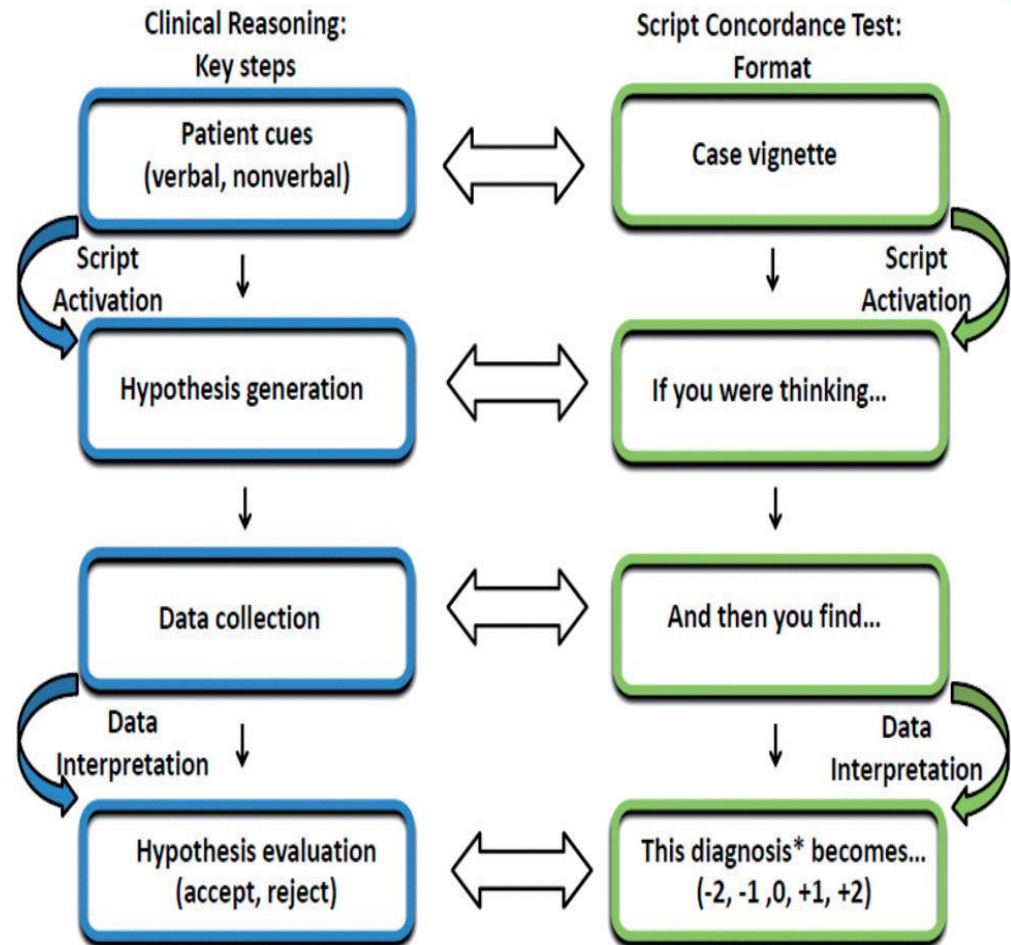 Clinical Reasoning:
Key steps
Script Concordance Test:
Format
Patient cues
(verbal, nonverbal)
Case vignette
Script
Activation
Script
Activation
Hypothesis generation
If you were thinking...
Data collection
And then you find...
Data
Interpretation
Data
Interpretation
Hypothesis evaluation
(accept, reject)
This diagnosis* becomes...
(-2, -1 ,0, +1, +2)